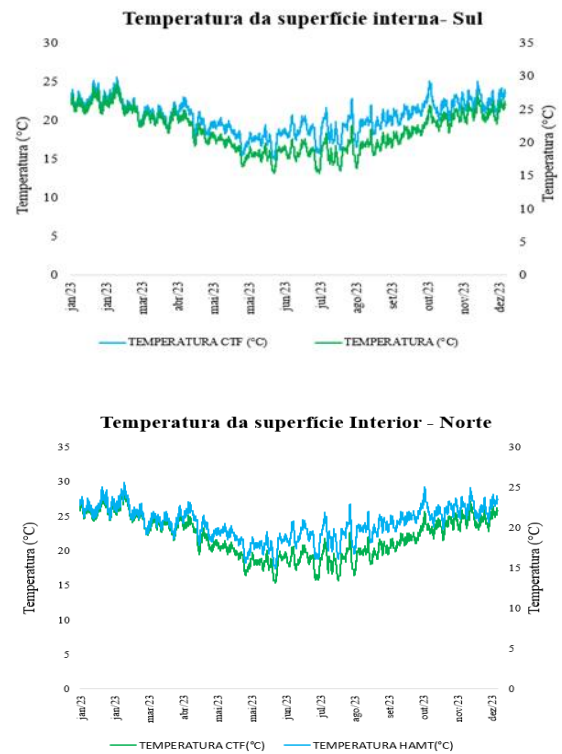 Temperatura da superfície interna- Sul
30
25
20
15
10
5
0
Temperatura (°C)
35
30
25
20
15
10
5
0
Temperatura (°C)
jan/23
jan/23
mar/23
abr/23
mai/23
mai/23
jun/23
jul/23
ago/23
set/23
out/23
nov/23
dez/23
TEMPERATURA CTF (°C) TEMPERATURA (°C)
Temperatura da superfície Interior - Norte
35
30
25
20
15
10
5
0
Temperatura (°C)
30
25
20
15
10
5
0
Temperatura (°C)
jan/23
jan/23
mar/23
abr/23
mai/23
mai/23
jun/23
jul/23
ago/23
set/23
out/23
nov/23
dez/23
TEMPERATURA CTF(°C) TEMPERATURA HAMT(°C)